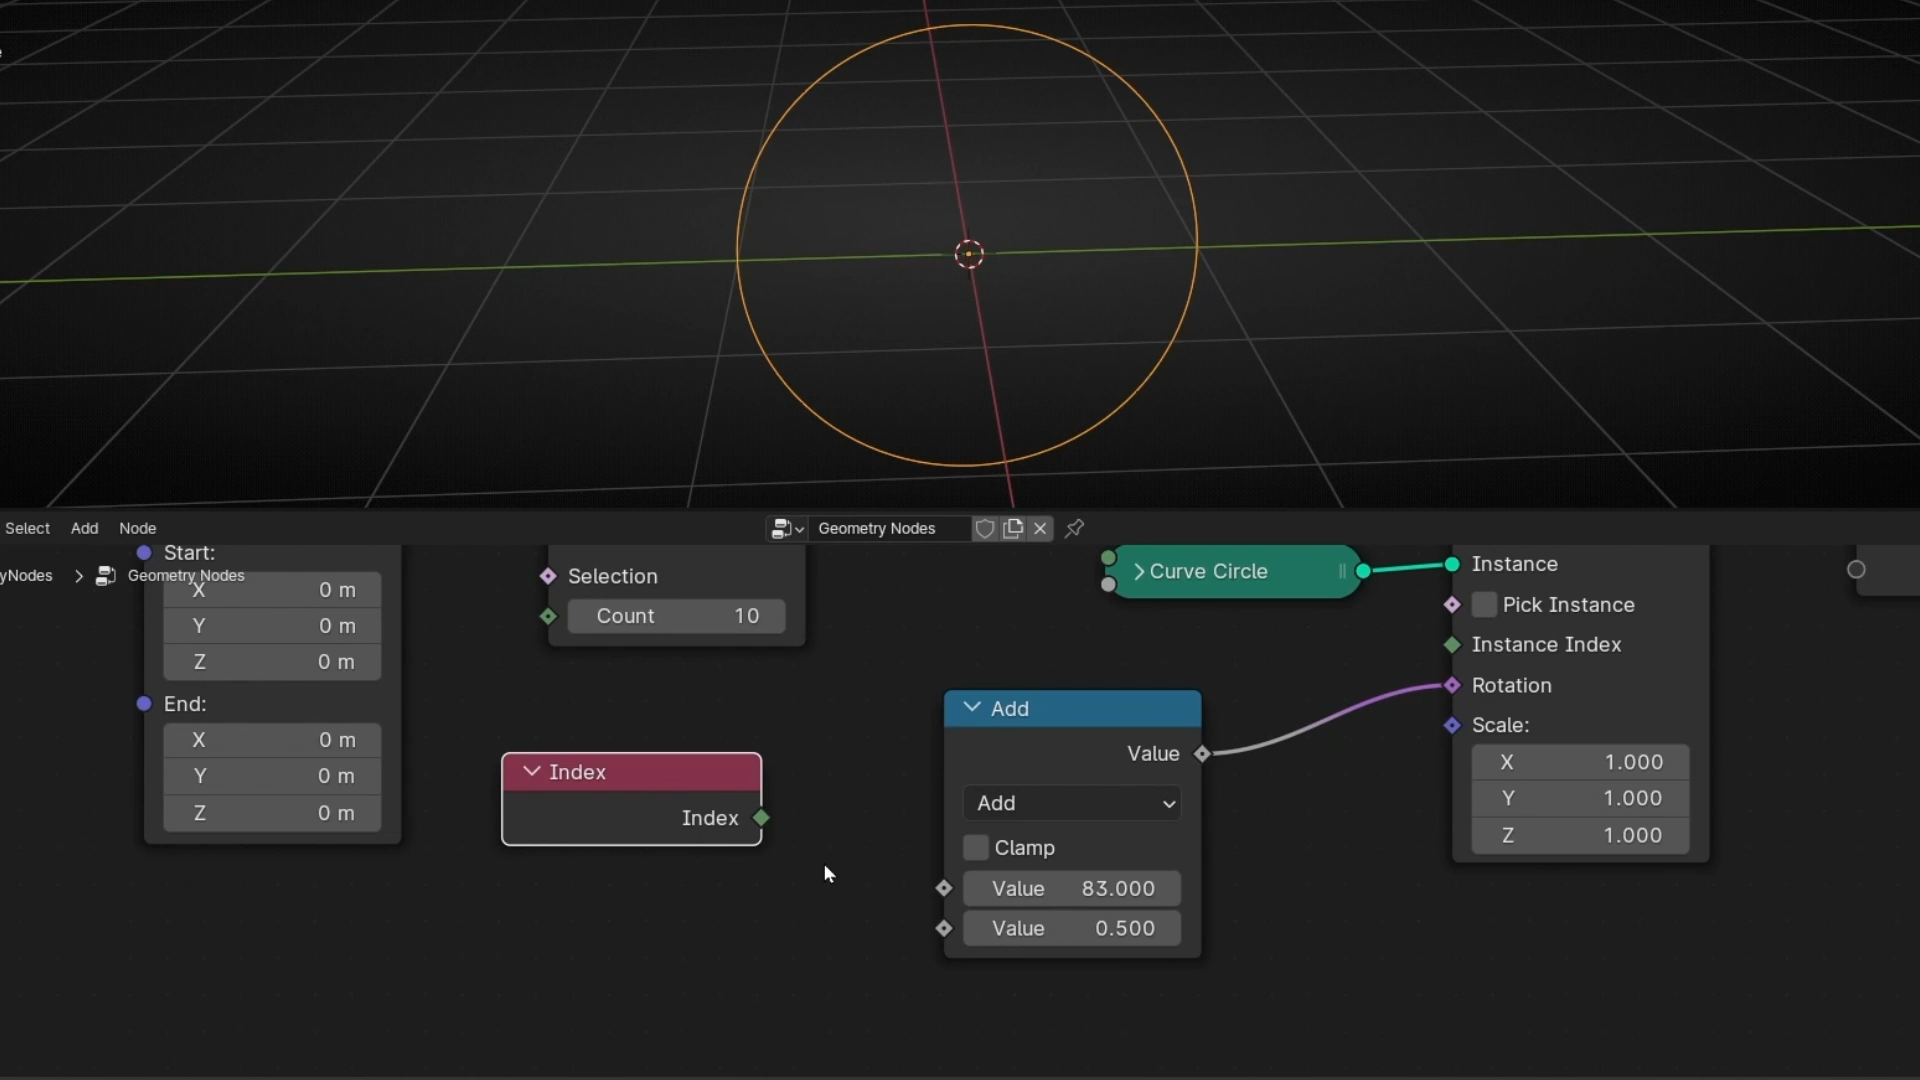 e
Select Add Node
Geometry Nodes
yNodes > Geometry Nodes
Start:
X 0 m
Y 0 m
Z 0 m
End:
X 0 m
Y 0 m
Z 0 m
Selection
Count 10
Index
Index
Curve Circle
Add
Value
Add
Clamp
Value 83.000
Value 0.500
Instance
Pick Instance
Instance Index
Rotation
Scale:
X 1.000
Y 1.000
Z 1.000